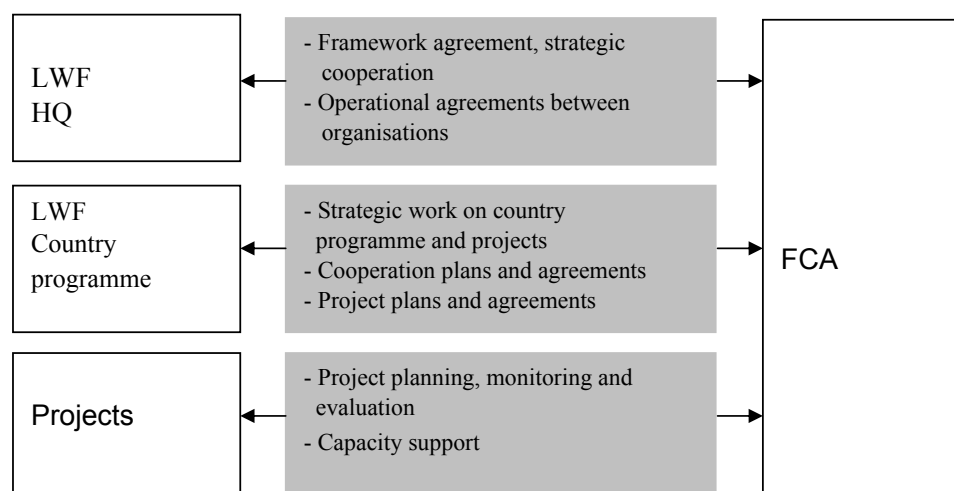 LWF
HQ
- Framework agreement, strategic
cooperation
- Operational agreements between
organisations
LWF
Country
programme
- Strategic work on country
programme and projects
- Cooperation plans and agreements
- Project plans and agreements
FCA
Projects
- Project planning, monitoring and
evaluation
- Capacity support